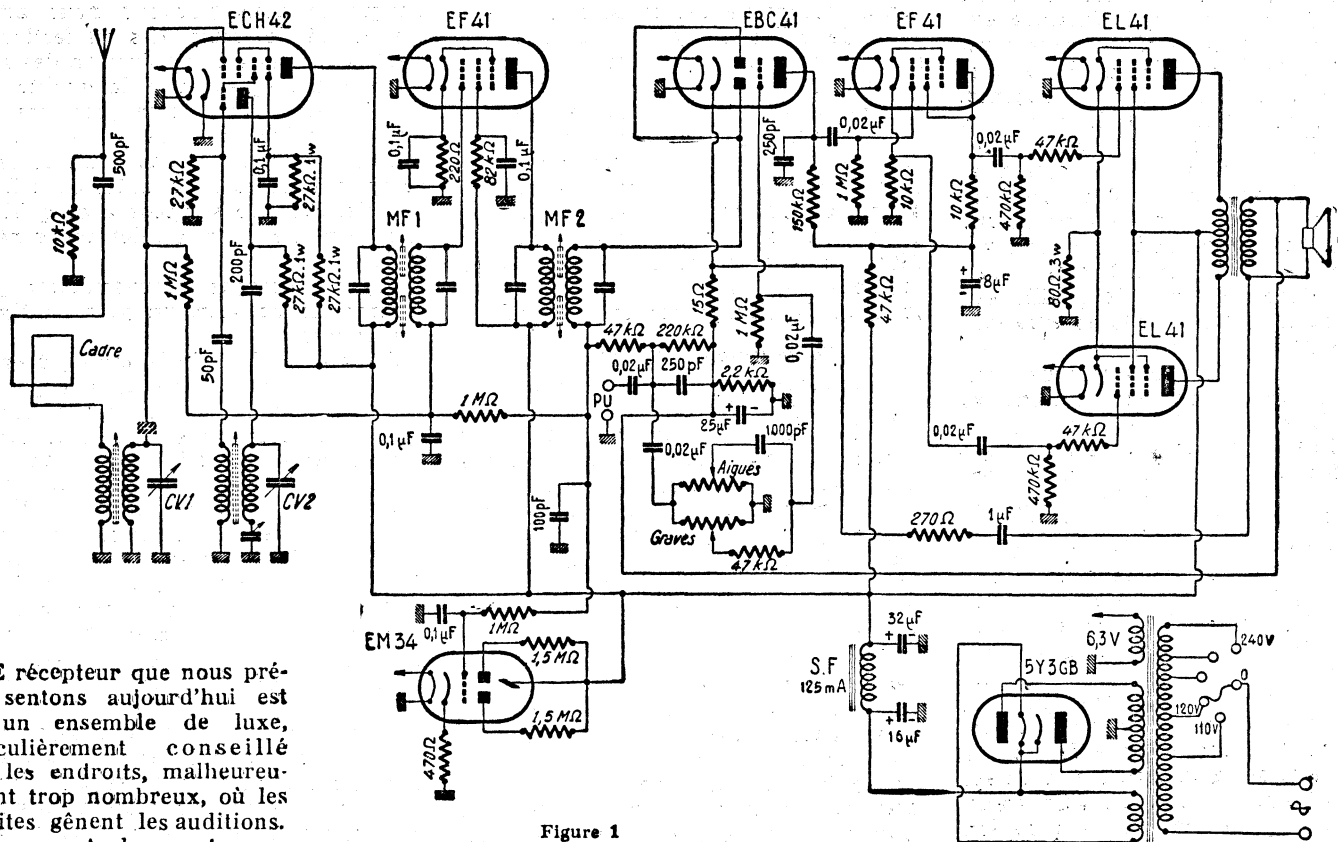 ECH42
EF41
EBC41
EF41
EL41
500pF
10kΩ
27kΩ
0,1µF
27kΩ.1w
0,1µF
220Ω
82kΩ
0,1µF
250pF
0,02µF
1MΩ
10kΩ
150kΩ
0,02µF
10kΩ
470kΩ
47kΩ
MF1
MF2
1MΩ
200pF
27kΩ.1w
27kΩ.1w
50pF
15Ω
1MΩ
0,02µF
47kΩ
8µF
+
-
80Ω.3w
EL41
Cadre
47kΩ
220kΩ
0,02µF
250pF
2,2kΩ
PU
+
-
25µF
1MΩ
0,1µF
0,02µF
1000pF
Aiguës
Graves
47kΩ
0,02µF
47kΩ
470kΩ
CV1
CV2
100pF
270Ω
1µF
EM34
0,1µF
1MΩ
1,5MΩ
1,5MΩ
470Ω
S.F
125mA
32µF
+
-
+
-
16µF
5Y3GB
6,3V
240V
0
120V
110V
E récepteur que nous pré-
sentons aujourd'hui est
un ensemble de luxe,
culièrement conseillé
les endroits, malheureu-
nt trop nombreux, où les
ites gênent les auditions.
Figure 1